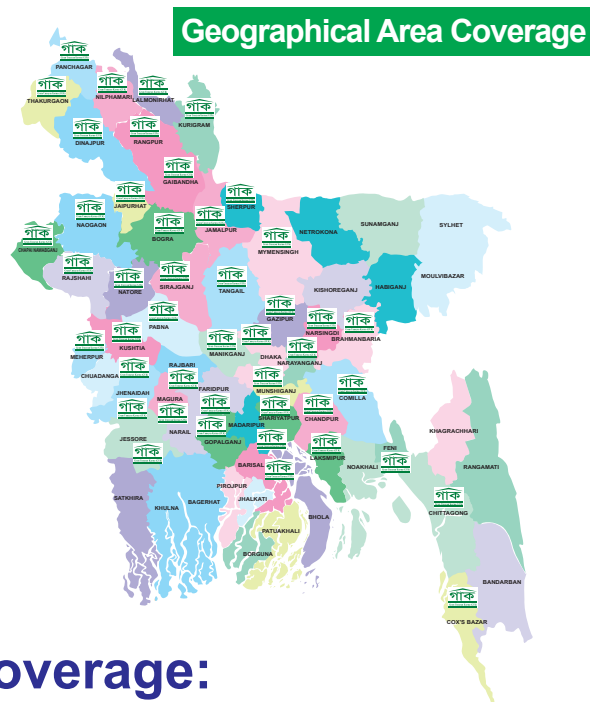 Geographical Area Coverage
গাক
PANCHAGAR
গাক
THAKURGAON
গাক
NILPHAMARI
গাক
LALMONIRHAT
গাক
KURIGRAM
গাক
DINAJPUR
গাক
RANGPUR
গাক
GAIBANDHA
গাক
JAIPURHAT
গাক
NAOGAON
গাক
BOGRA
গাক
JAMALPUR
গাক
SHERPUR
NETROKONA
SUNAMGANJ
SYLHET
গাক
MYMENSINGH
গাক
CHAPAI NAWABGANJ
গাক
RAJSHAHI
গাক
NATORE
গাক
SIRAJGANJ
গাক
TANGAIL
KISHOREGANJ
HABIGANJ
MOULVIBAZAR
গাক
PABNA
গাক
GAZIPUR
গাক
NARSINGDI
গাক
BRAHMANBARIA
গাক
MEHERPUR
গাক
KUSHTIA
গাক
MANIKGANJ
গাক
DHAKA
গাক
NARAYANGANJ
CHUADANGA
গাক
JHENAIDAH
RAJBARI
গাক
MAGURA
FARIDPUR
গাক
গাক
MUNSHIGANJ
গাক
COMILLA
গাক
JESSORE
গাক
NARAIL
গাক
GOPALGANJ
MADARIPUR
গাক
SHARIYATPUR
গাক
CHANDPUR
KHAGRACHHARI
গাক
গাক
গাক
LAKSMIPUR
NOAKHALI
FENI
গাক
RANGAMATI
BARISAL
গাক
SATKHIRA
KHULNA
BAGERHAT
PIROJPUR
JHALKATI
BHOLA
গাক
CHITTAGONG
PATUAKHALI
BORGUNA
BANDARBAN
গাক
COX'S BAZAR
overage: